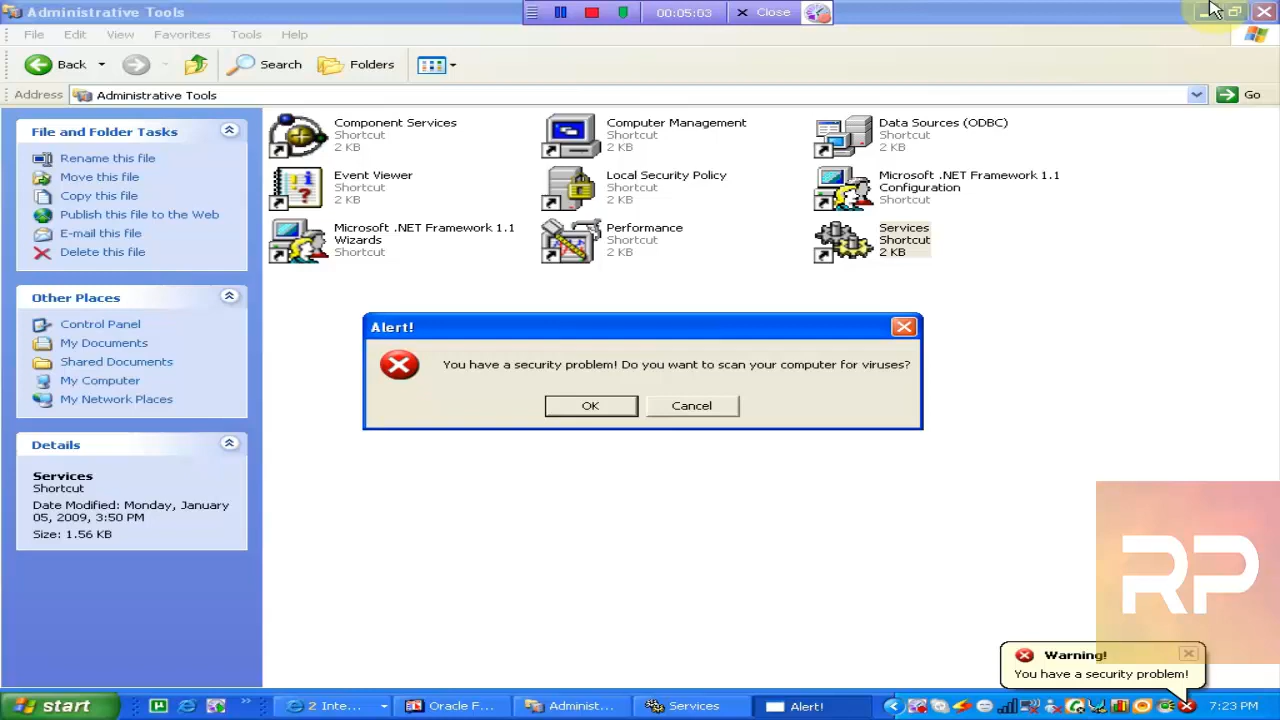 Administrative Tools
00:05:03
Close
File Edit View Favorites Tools Help
Back Search Folders
Address Administrative Tools Go
File and Folder Tasks
Rename this file
Move this file
Copy this file
Publish this file to the Web
E-mail this file
Delete this file
Other Places
Control Panel
My Documents
Shared Documents
My Computer
My Network Places
Details
Services
Shortcut
Date Modified: Monday, January
05, 2009, 3:50 PM
Size: 1.56 KB
Component Services
Shortcut
2 KB
Computer Management
Shortcut
2 KB
Data Sources (ODBC)
Shortcut
2 KB
Event Viewer
Shortcut
2 KB
Local Security Policy
Shortcut
2 KB
Microsoft .NET Framework 1.1
Configuration
Shortcut
Microsoft .NET Framework 1.1
Wizards
Shortcut
Performance
Shortcut
2 KB
Services
Shortcut
2 KB
Alert!
You have a security problem! Do you want to scan your computer for viruses?
OK Cancel
RP
Warning!
You have a security problem!
start
2 Inte...
Oracle F...
Administ...
Services
Alert!
7:23 PM